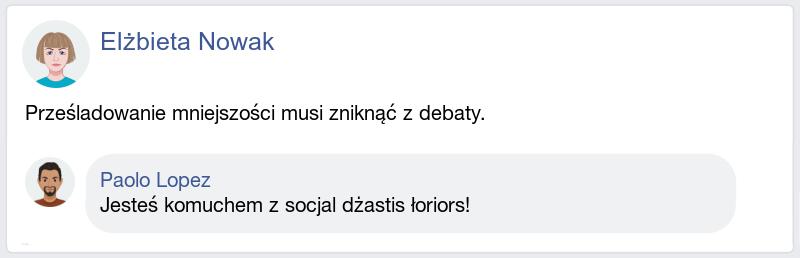 Elżbieta Nowak
Prześladowanie mniejszości musi zniknąć z debaty.
Paolo Lopez
Jesteś komuchem z socjal dżastis łoriors!